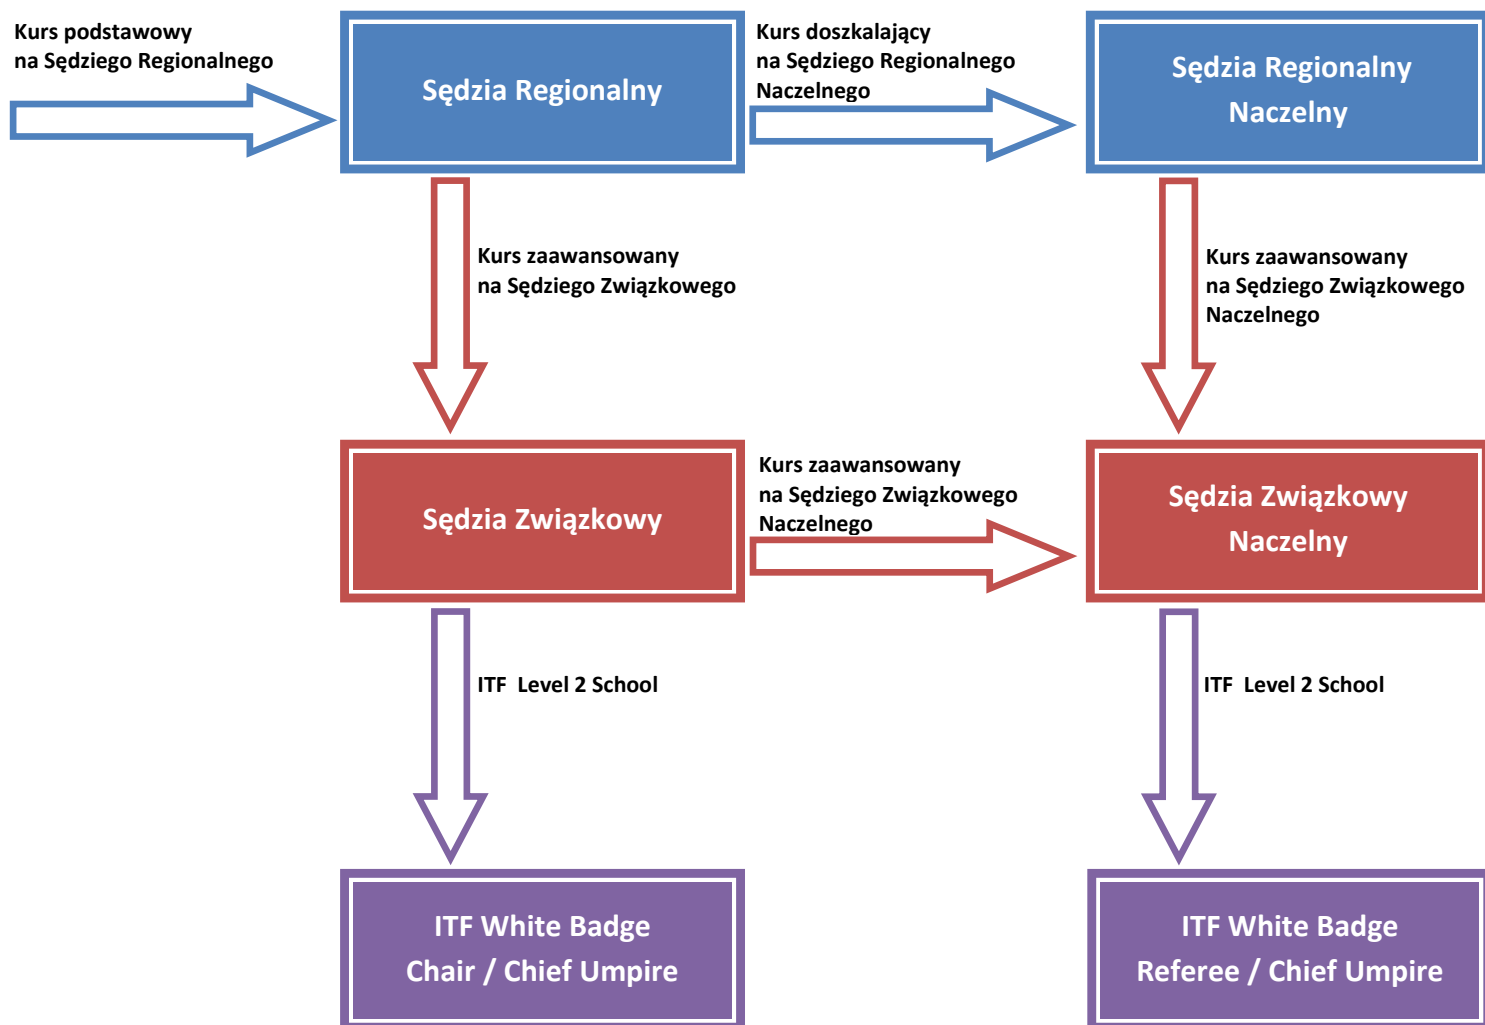 Kurs podstawowy
na Sędziego Regionalnego
Sędzia Regionalny
Kurs doszkalający
na Sędziego Regionalnego
Naczelnego
Sędzia Regionalny
Naczelny
Kurs zaawansowany
na Sędziego Związkowego
Kurs zaawansowany
na Sędziego Związkowego
Naczelnego
Sędzia Związkowy
Kurs zaawansowany
na Sędziego Związkowego
Naczelnego
Sędzia Związkowy
Naczelny
ITF  Level 2 School
ITF  Level 2 School
ITF White Badge
Chair / Chief Umpire
ITF White Badge
Referee / Chief Umpire